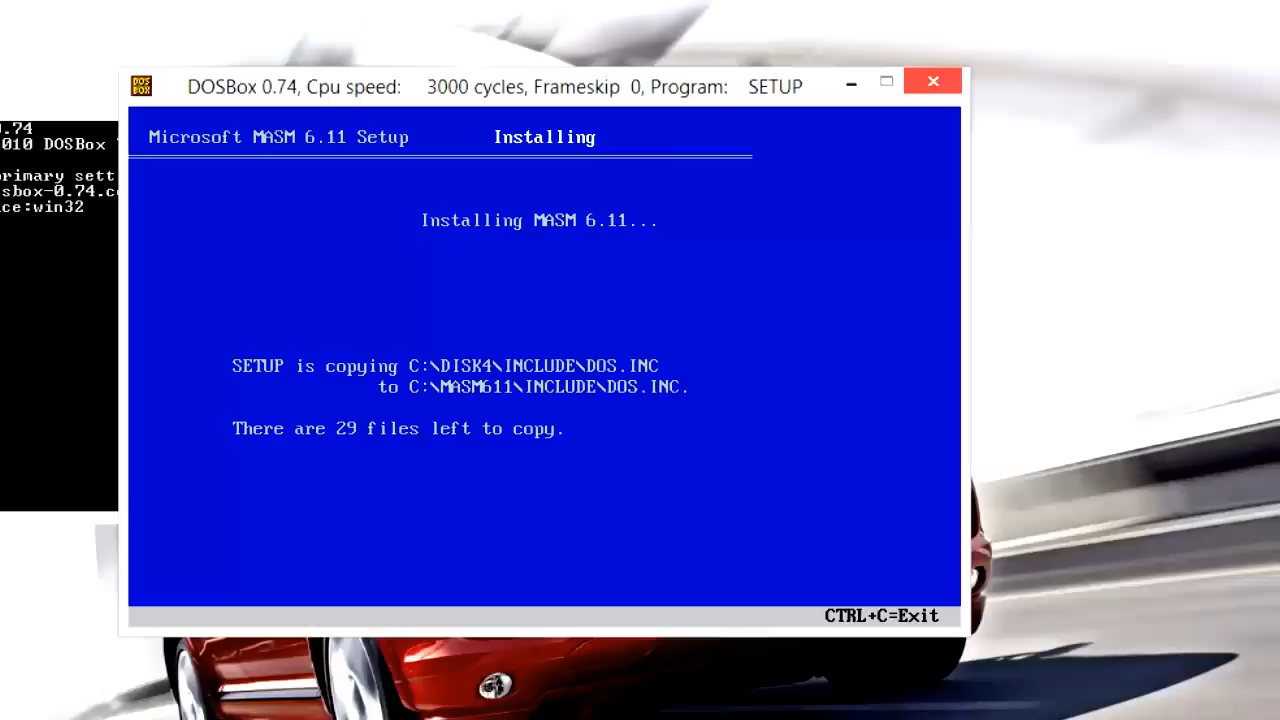 DOSBox 0.74, Cpu speed: 3000 cycles, Frameskip 0, Program: SETUP
Microsoft MASM 6.11 Setup Installing
Installing MASM 6.11...
SETUP is copying C:\DISK4\INCLUDE\DOS.INC
to C:\MASM611\INCLUDE\DOS.INC.
There are 29 files left to copy.
CTRL+C=Exit
0.74
010 DOSBox
rimary sett
sbox-0.74.c
ce:win32